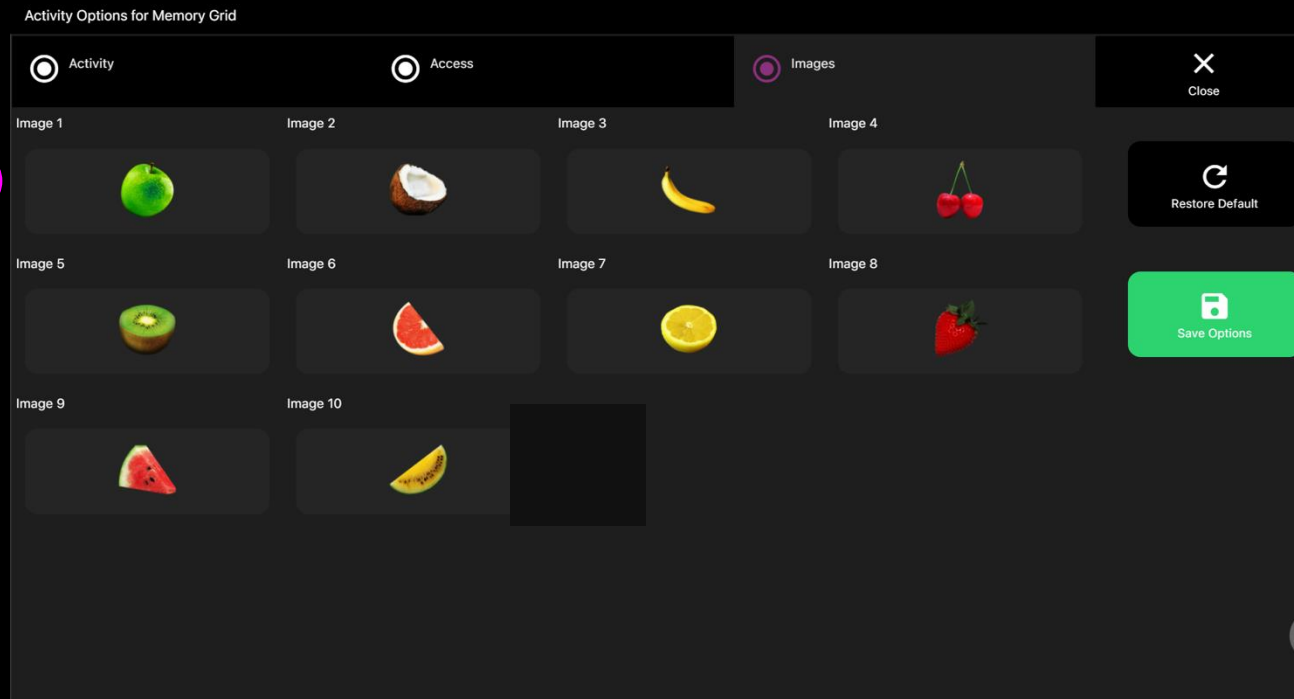 Activity Options for Memory Grid
Activity
Access
Images
Close
Image 1
Image 2
Image 3
Image 4
Restore Default
Image 5
Image 6
Image 7
Image 8
Save Options
Image 9
Image 10